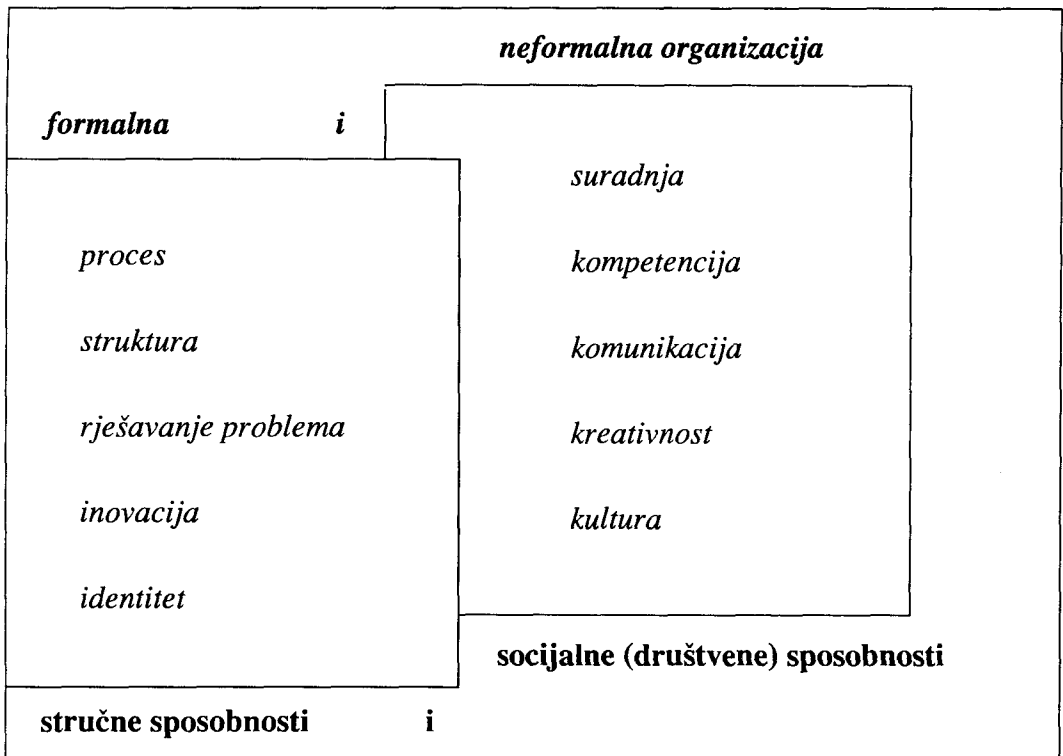 neformalna organizacija
formalna i
suradnja
kompetencija
komunikacija
kreativnost
kultura
proces
struktura
rješavanje problema
inovacija
identitet
socijalne (društvene) sposobnosti
stručne sposobnosti i